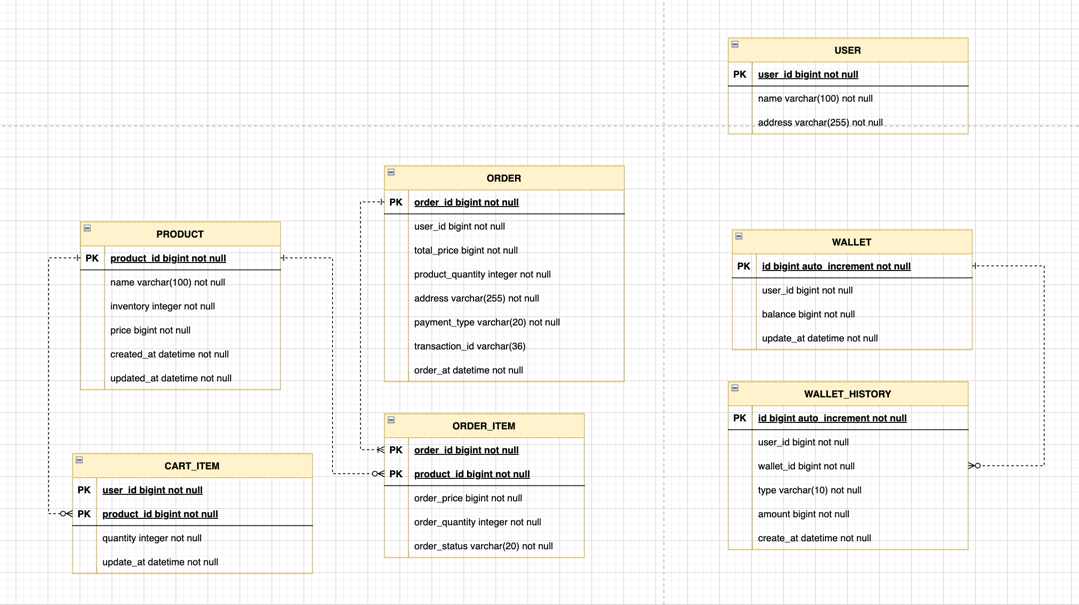 USER
PK user_id bigint not null
name varchar(100) not null
address varchar(255) not null
ORDER
PK order_id bigint not null
user_id bigint not null
total_price bigint not null
product_quantity integer not null
address varchar(255) not null
payment_type varchar(20) not null
transaction_id varchar(36)
order_at datetime not null
PRODUCT
PK product_id bigint not null
name varchar(100) not null
inventory integer not null
price bigint not null
created_at datetime not null
updated_at datetime not null
WALLET
PK id bigint auto_increment not null
user_id bigint not null
balance bigint not null
update_at datetime not null
WALLET_HISTORY
PK id bigint auto_increment not null
user_id bigint not null
wallet_id bigint not null
type varchar(10) not null
amount bigint not null
create_at datetime not null
ORDER_ITEM
PK order_id bigint not null
PK product_id bigint not null
order_price bigint not null
order_quantity integer not null
order_status varchar(20) not null
CART_ITEM
PK user_id bigint not null
PK product_id bigint not null
quantity integer not null
update_at datetime not null